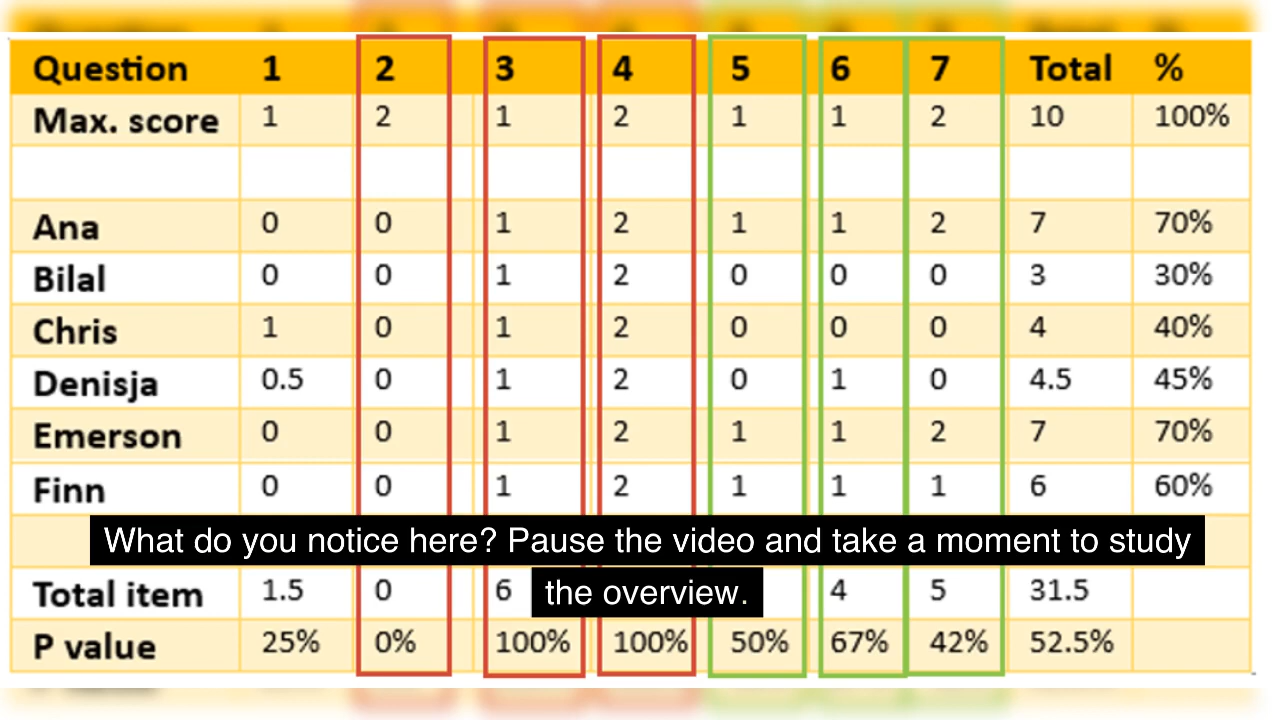 Question 1 2 3 4 5 6 7 Total %
Max. score 1 2 1 2 1 1 2 10 100%
Ana 0 0 1 2 1 1 2 7 70%
Bilal 0 0 1 2 0 0 0 3 30%
Chris 1 0 1 2 0 0 0 4 40%
Denisja 0.5 0 1 2 0 1 0 4.5 45%
Emerson 0 0 1 2 1 1 2 7 70%
Finn 0 0 1 2 1 1 1 6 60%
What do you notice here? Pause the video and take a moment to study
the overview.
Total item 1.5 0 6 4 5 31.5
P value 25% 0% 100% 100% 50% 67% 42% 52.5%